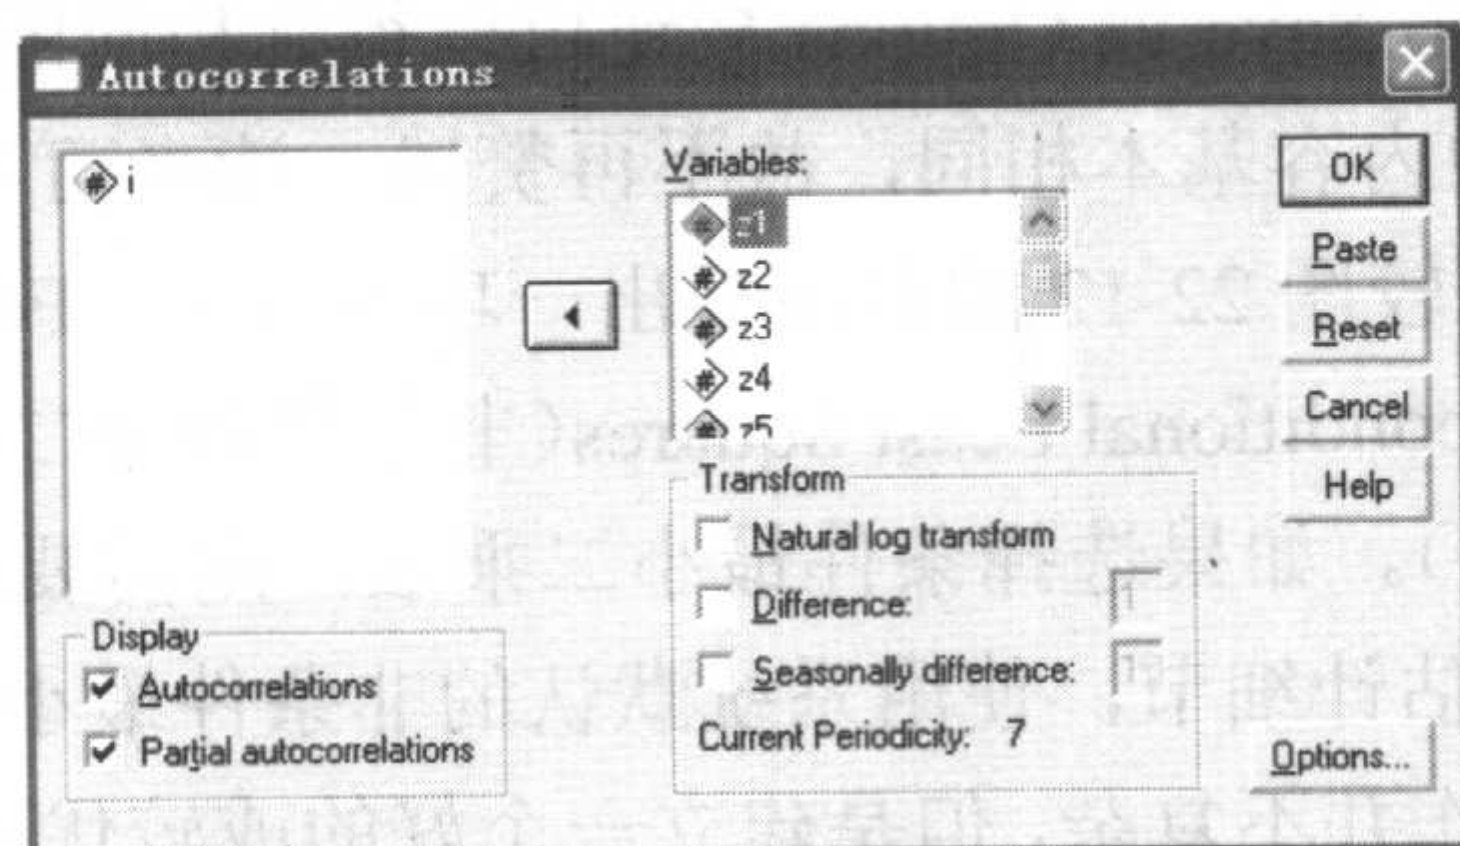 Autocorrelations
i
Variables:
z1
z2
z3
z4
z5
OK
Paste
Reset
Cancel
Help
Transform
Natural log transform
Difference: 1
Seasonally difference: 1
Current Periodicity: 7
Display
Autocorrelations
Partial autocorrelations
Options...